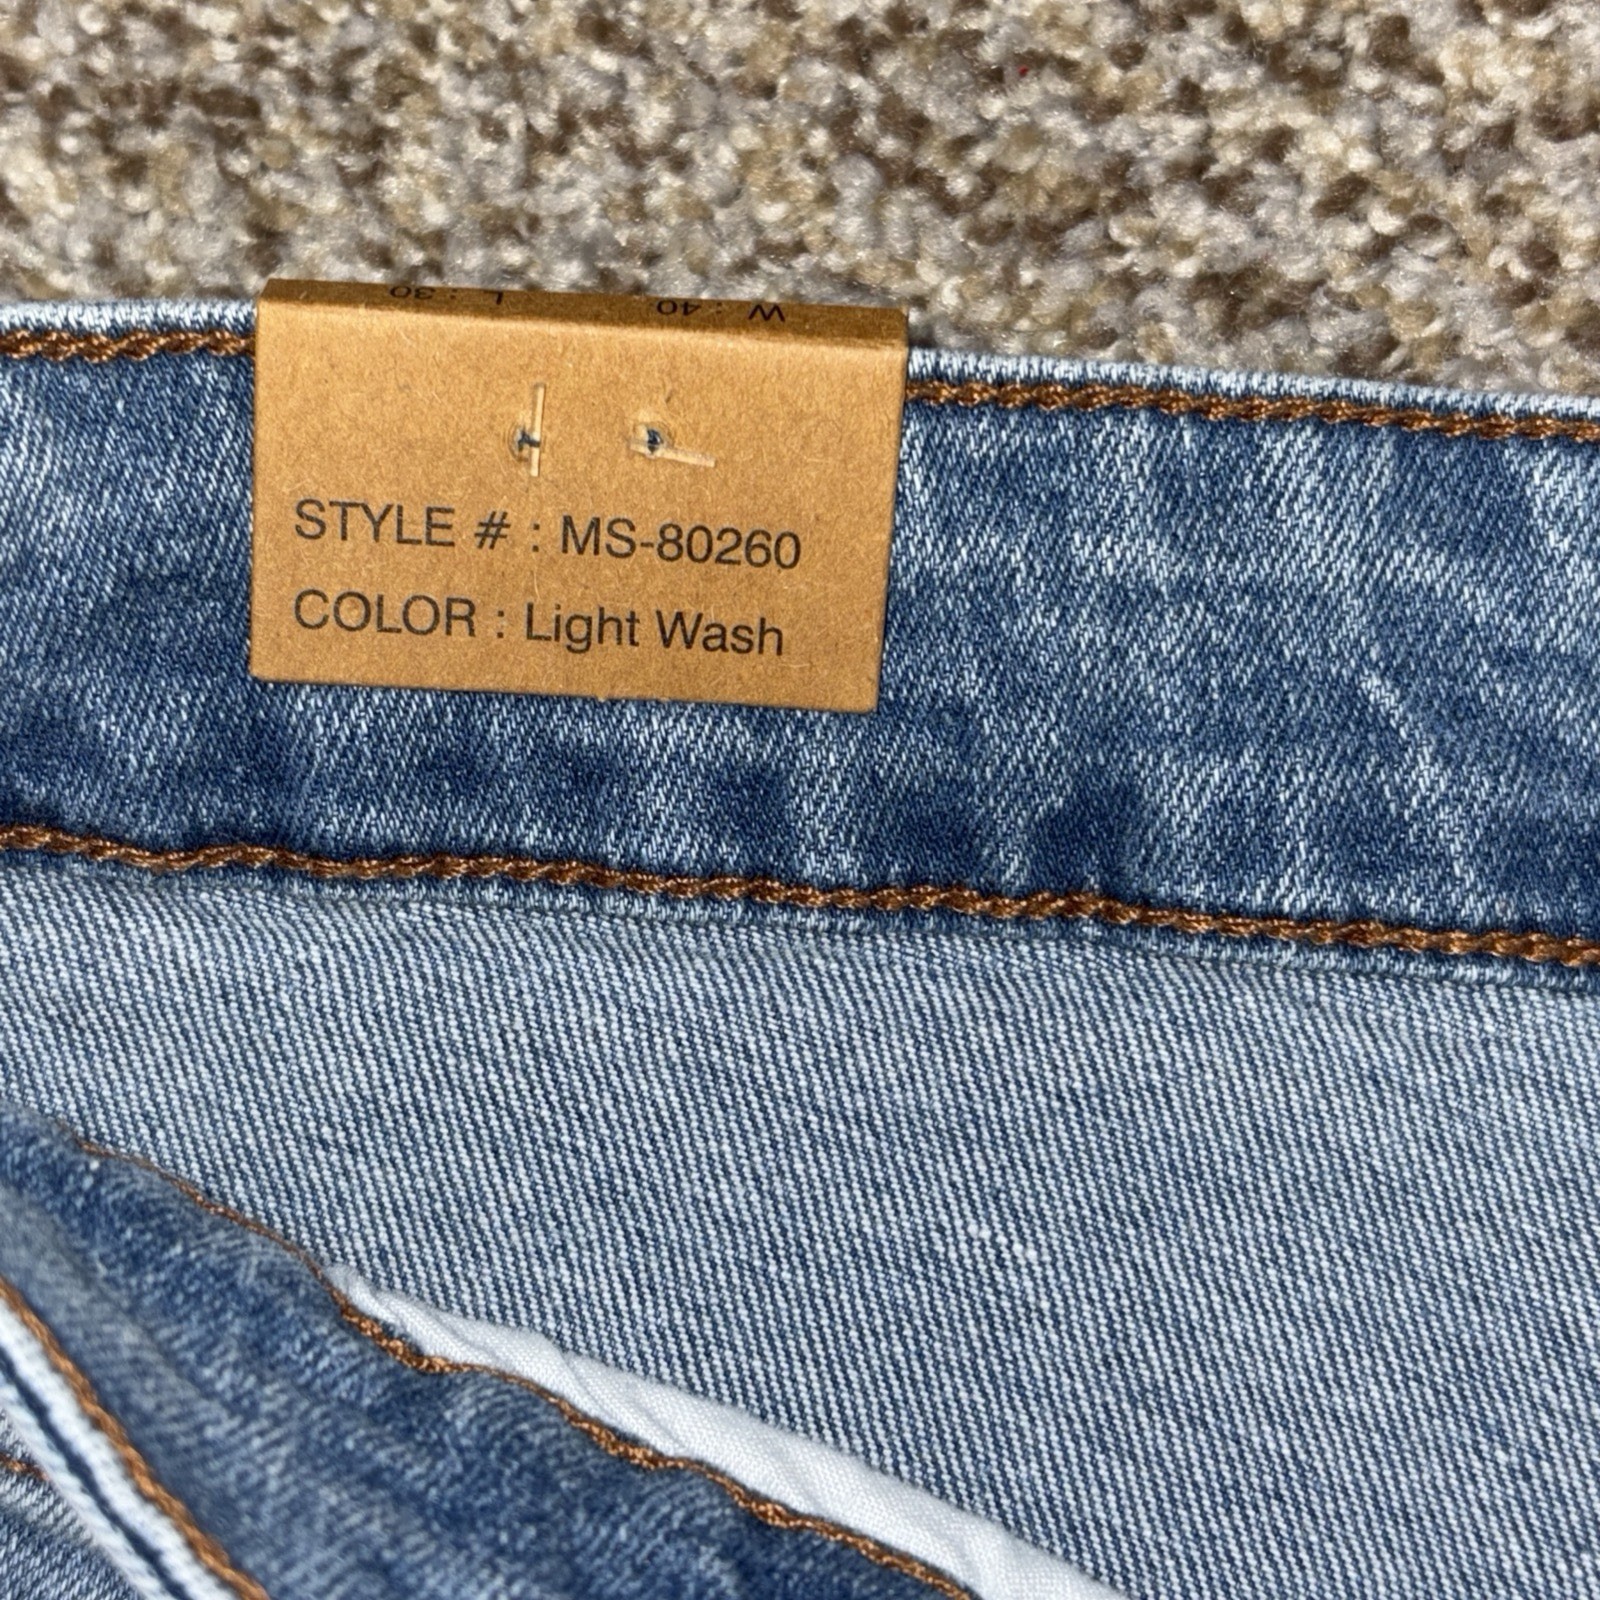 W : 40 L : 30
STYLE # : MS-80260
COLOR : Light Wash